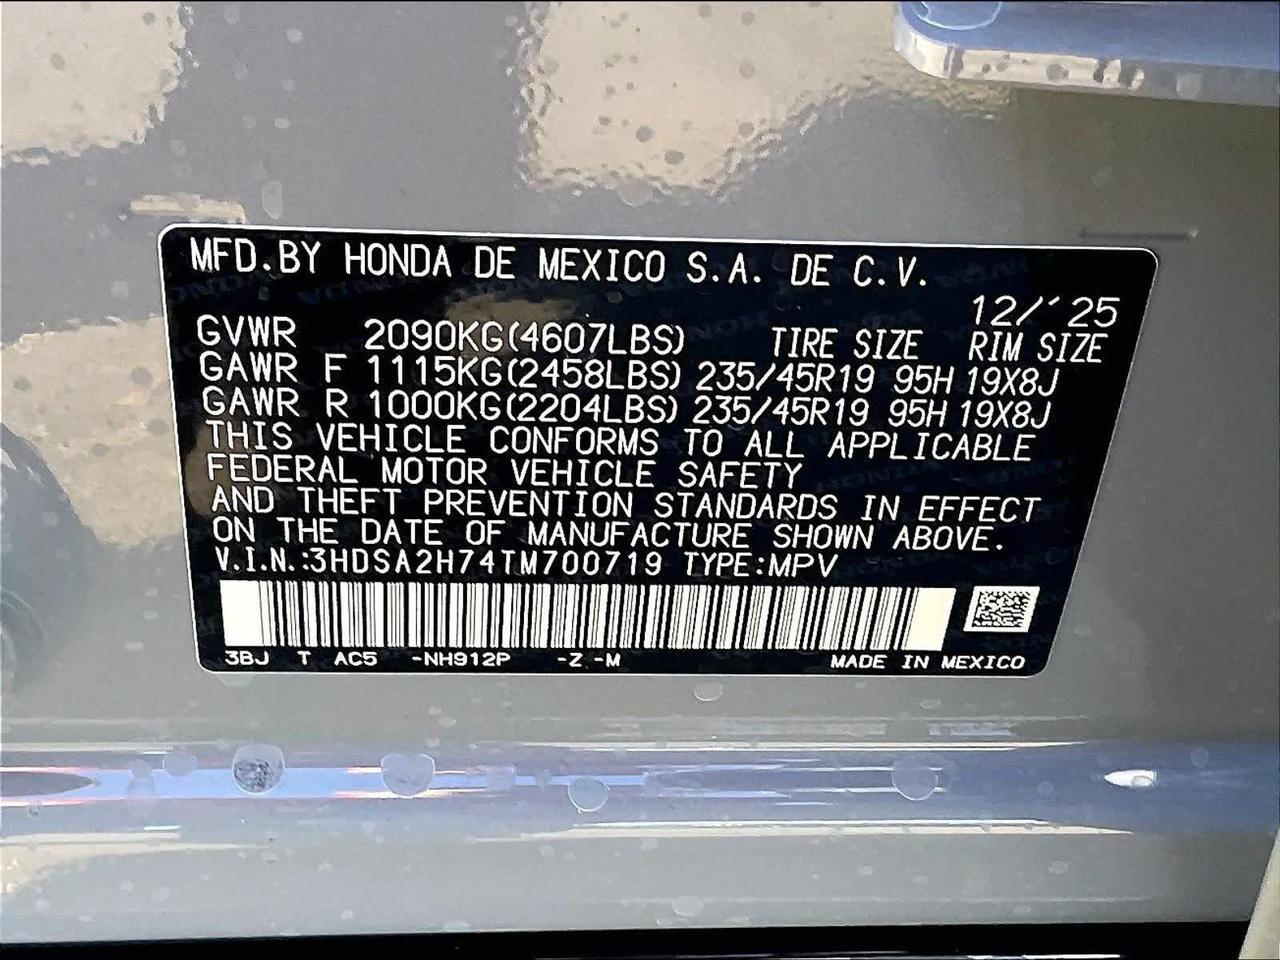 MFD.BY HONDA DE MEXICO S.A. DE C.V.
12/'25
GVWR 2090KG(4607LBS) TIRE SIZE RIM SIZE
GAWR F 1115KG(2458LBS) 235/45R19 95H 19X8J
GAWR R 1000KG(2204LBS) 235/45R19 95H 19X8J
THIS VEHICLE CONFORMS TO ALL APPLICABLE
FEDERAL MOTOR VEHICLE SAFETY
AND THEFT PREVENTION STANDARDS IN EFFECT
ON THE DATE OF MANUFACTURE SHOWN ABOVE.
V.I.N.:3HDSA2H74TM700719 TYPE:MPV
3BJ T AC5 -NH912P -Z -M MADE IN MEXICO